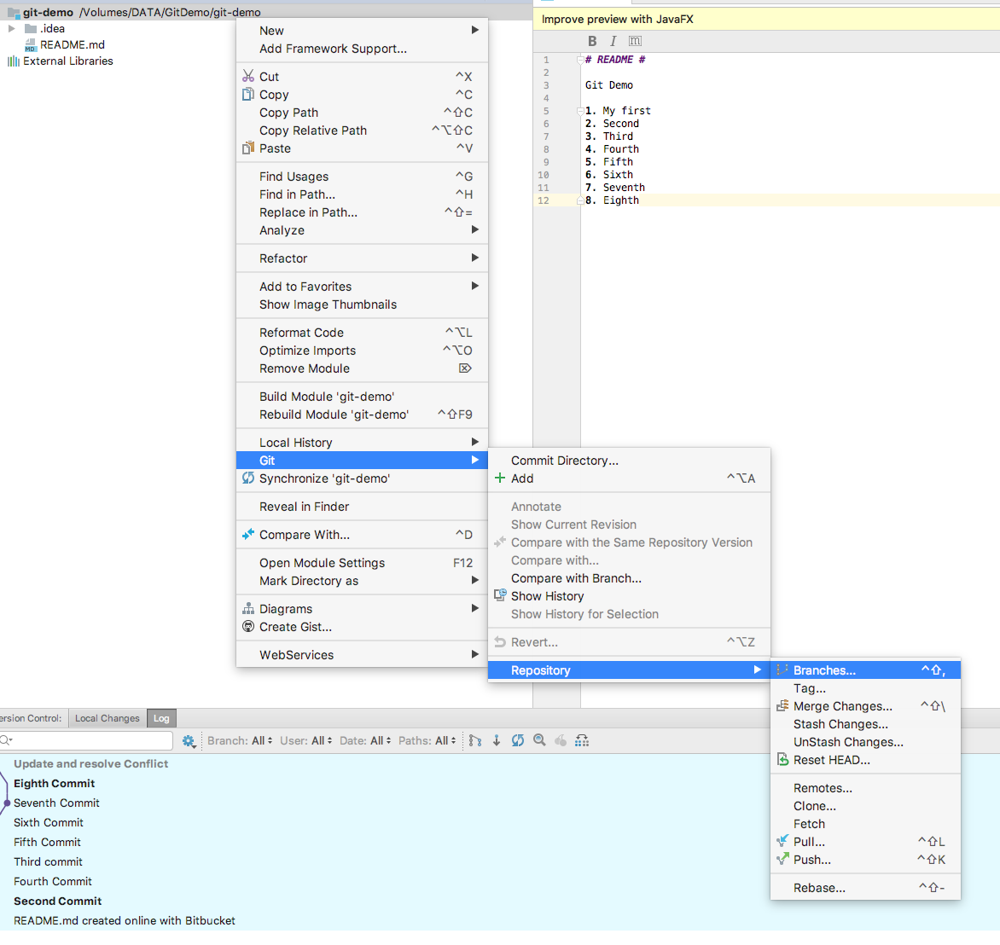 git-demo /Volumes/DATA/GitDemo/git-demo
.idea
README.md
External Libraries
New
Add Framework Support...
Cut ^X
Copy ^C
Copy Path ^⇧C
Copy Relative Path ^⌥⇧C
Paste ^V
Find Usages ^G
Find in Path... ^H
Replace in Path... ^⇧=
Analyze
Refactor
Add to Favorites
Show Image Thumbnails
Reformat Code ^⌥L
Optimize Imports ^⌥O
Remove Module ⌦
Build Module 'git-demo'
Rebuild Module 'git-demo' ^⇧F9
Local History
Git
Synchronize 'git-demo'
Reveal in Finder
Compare With... ^D
Open Module Settings F12
Mark Directory as
Diagrams
Create Gist...
WebServices
Improve preview with JavaFX
B I m
1 # README #
2
3 Git Demo
4
5 1. My first
6 2. Second
7 3. Third
8 4. Fourth
9 5. Fifth
10 6. Sixth
11 7. Seventh
12 8. Eighth
Commit Directory...
Add ^⌥A
Annotate
Show Current Revision
Compare with the Same Repository Version
Compare with...
Compare with Branch...
Show History
Show History for Selection
Revert... ^⌥Z
Repository
Branches... ^⇧,
Tag...
Merge Changes... ^⇧\
Stash Changes...
UnStash Changes...
Reset HEAD...
Remotes...
Clone...
Fetch
Pull... ^⇧L
Push... ^⇧K
Rebase... ^⇧-
ersion Control: Local Changes Log
Branch: All User: All Date: All Paths: All
Update and resolve Conflict
Eighth Commit
Seventh Commit
Sixth Commit
Fifth Commit
Third commit
Fourth Commit
Second Commit
README.md created online with Bitbucket